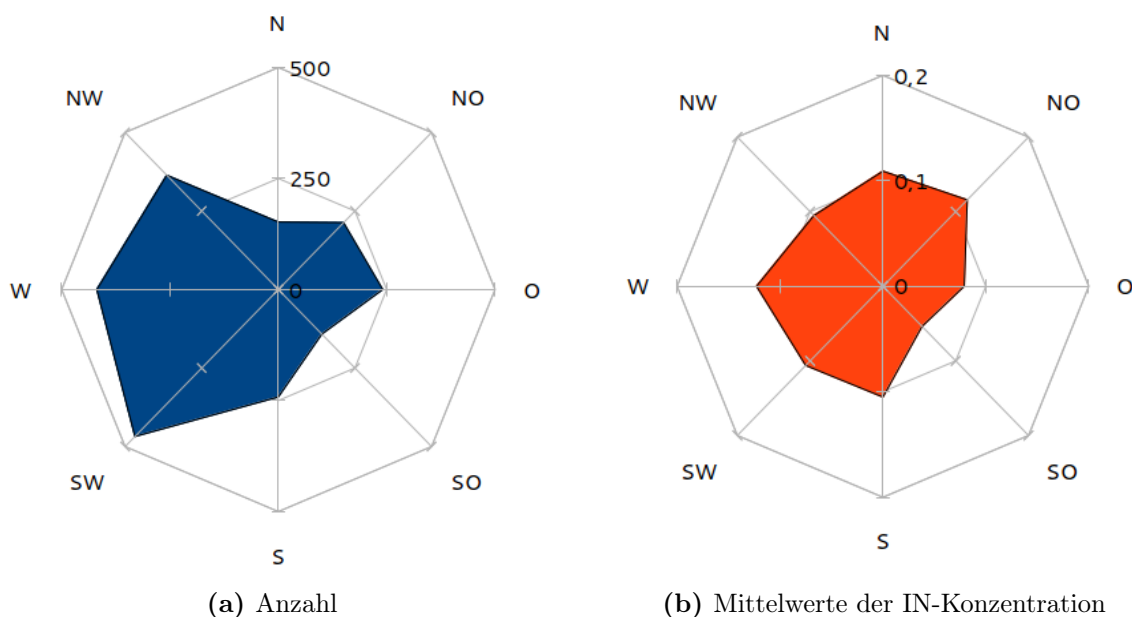 N
500
NW
NO
250
W
0
O
SW
SO
S
(a) Anzahl
N
0,2
NW
NO
0,1
W
0
O
SW
SO
S
(b) Mittelwerte der IN-Konzentration